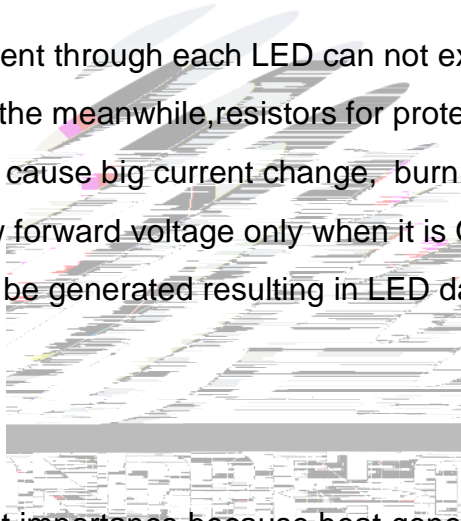 ent through each LED can not ex
the meanwhile,resistors for prote
cause big current change, burn
forward voltage only when it is
be generated resulting in LED da
t importance because heat gene